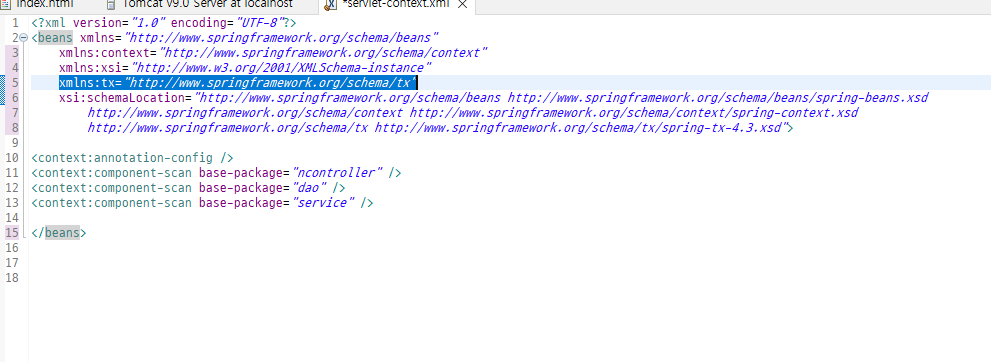 index.html Tomcat v9.0 Server at localhost *servlet-context.xml
1 <?xml version="1.0" encoding="UTF-8"?>
2 <beans xmlns="http://www.springframework.org/schema/beans"
3 xmlns:context="http://www.springframework.org/schema/context"
4 xmlns:xsi="http://www.w3.org/2001/XMLSchema-instance"
5 xmlns:tx="http://www.springframework.org/schema/tx"
6 xsi:schemaLocation="http://www.springframework.org/schema/beans http://www.springframework.org/schema/beans/spring-beans.xsd
7 http://www.springframework.org/schema/context http://www.springframework.org/schema/context/spring-context.xsd
8 http://www.springframework.org/schema/tx http://www.springframework.org/schema/tx/spring-tx-4.3.xsd">
9
10 <context:annotation-config />
11 <context:component-scan base-package="ncontroller" />
12 <context:component-scan base-package="dao" />
13 <context:component-scan base-package="service" />
14
15 </beans>
16
17
18